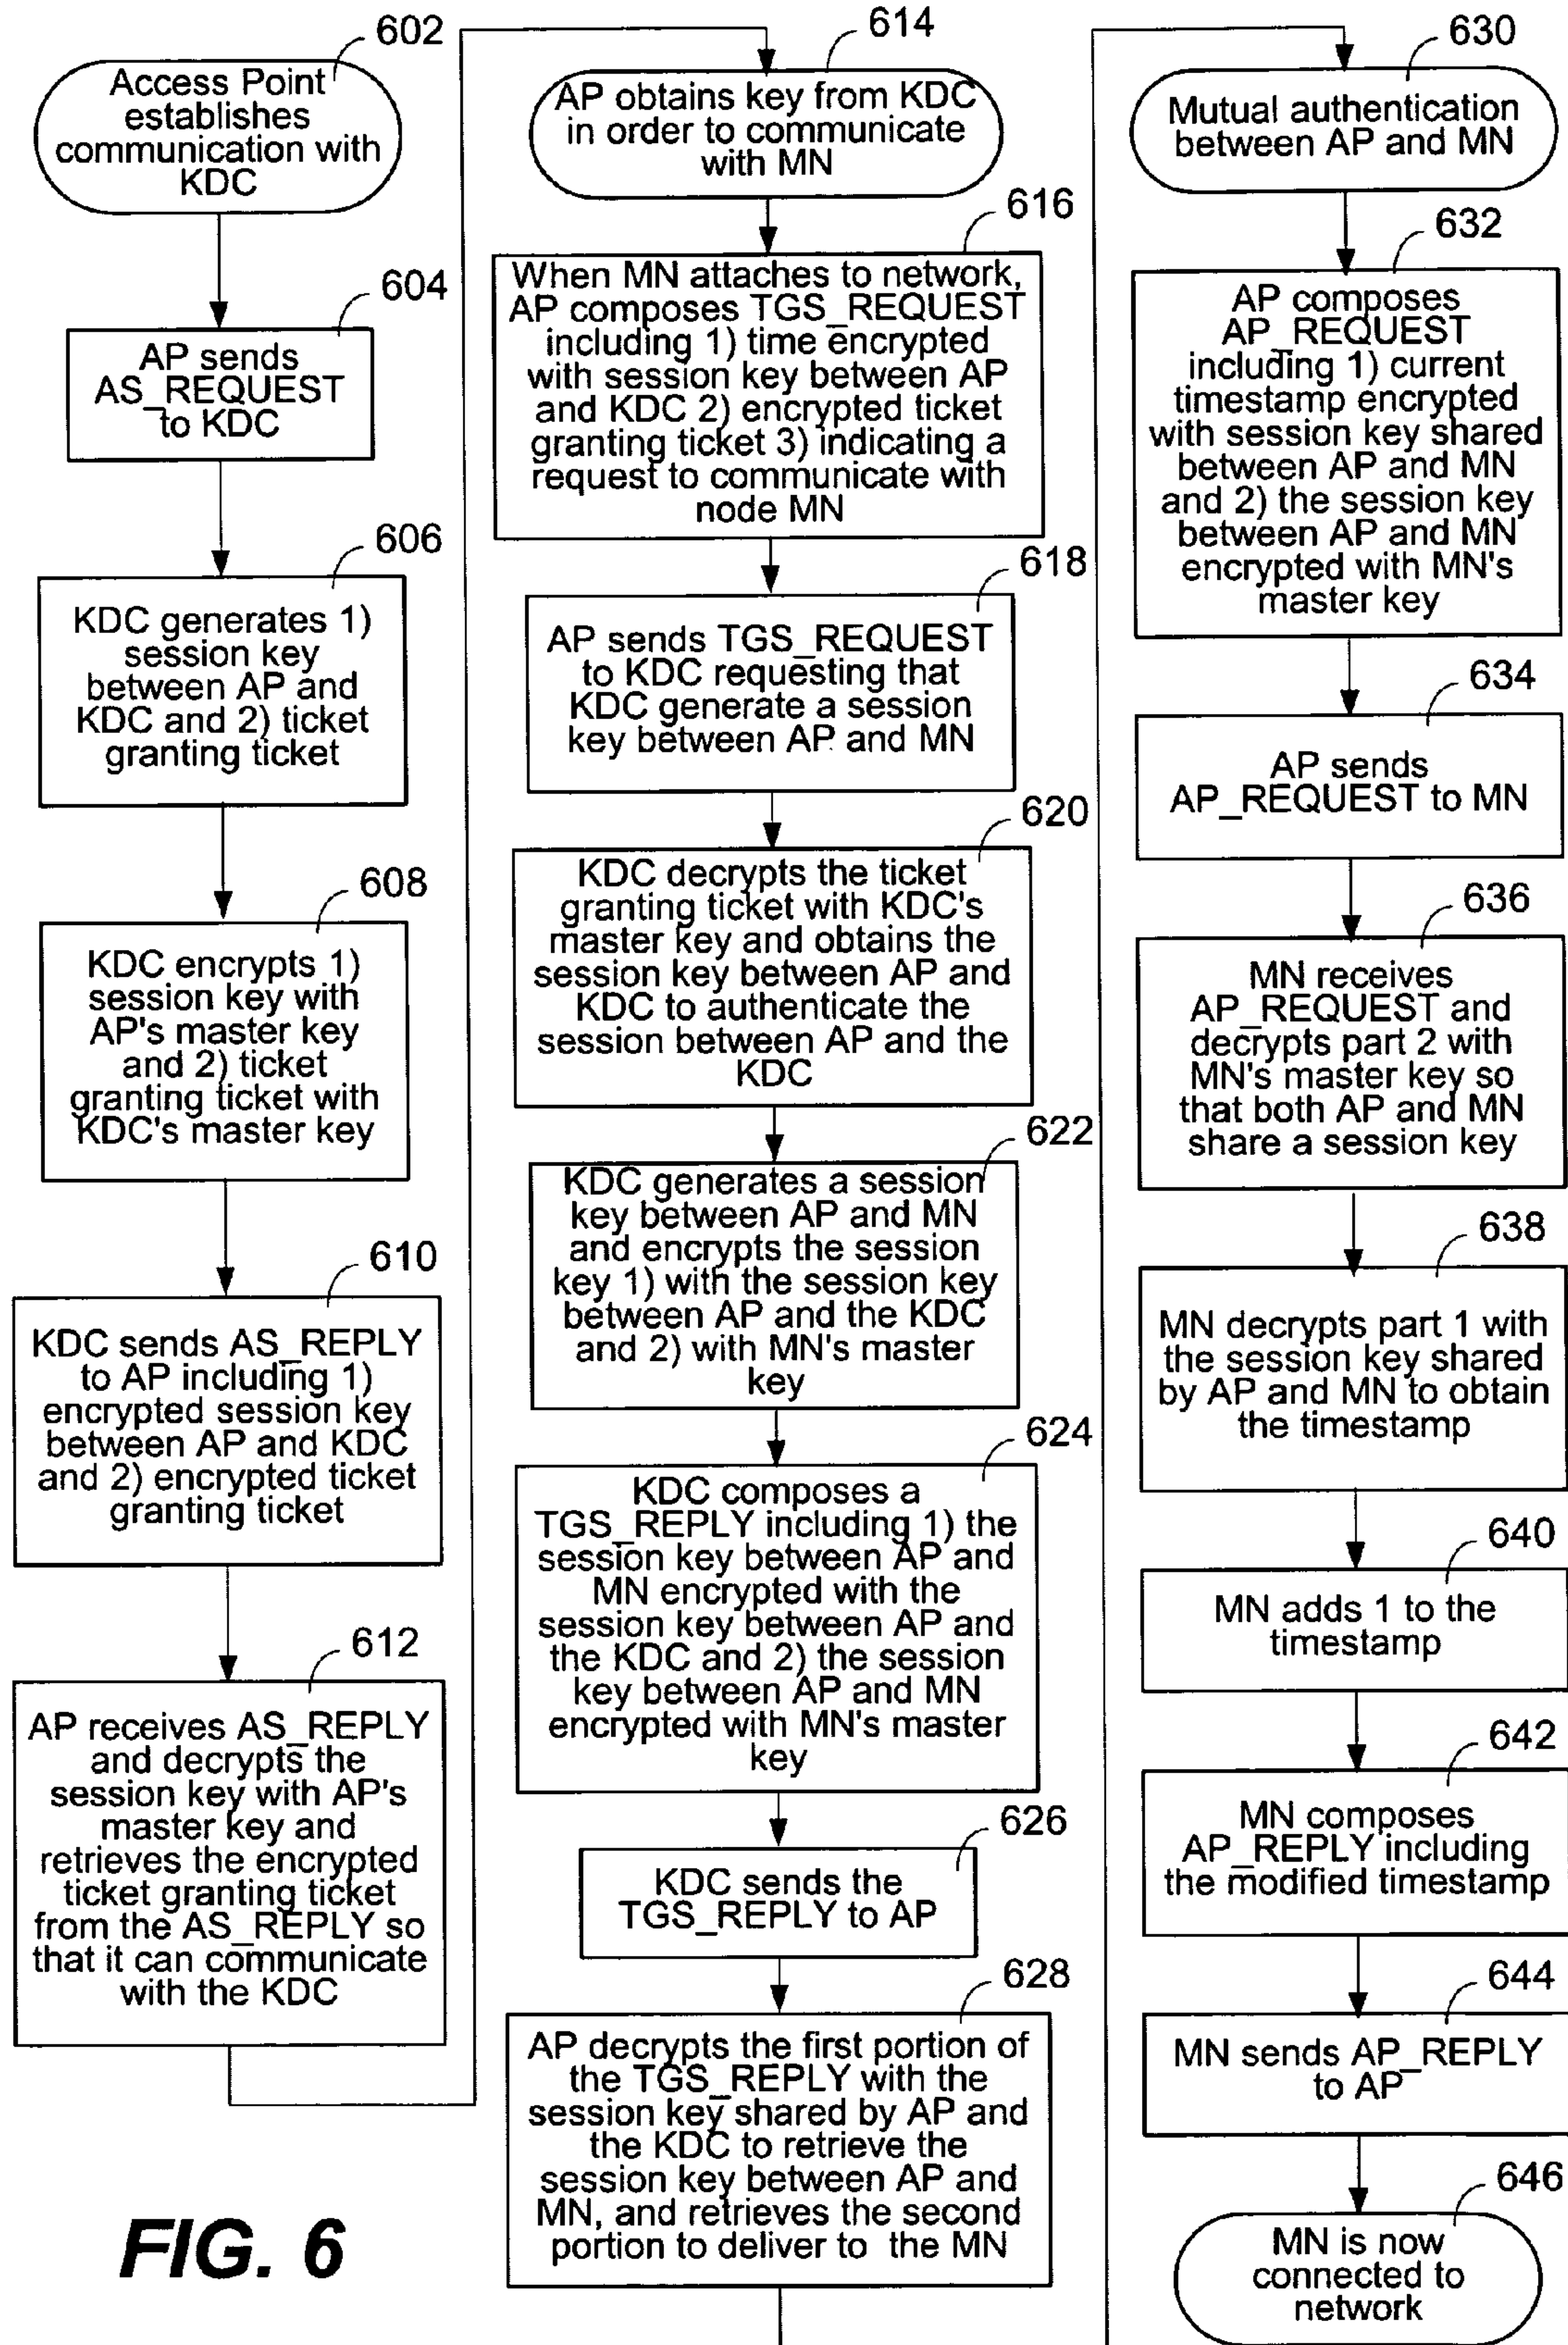 602
Access Point
establishes
communication with
KDC
604
AP sends
AS_REQUEST
to KDC
606
KDC generates 1)
session key
between AP and
KDC and 2) ticket
granting ticket
608
KDC encrypts 1)
session key with
AP's master key
and 2) ticket
granting ticket with
KDC's master key
610
KDC sends AS_REPLY
to AP including 1)
encrypted session key
between AP and KDC
and 2) encrypted ticket
granting ticket
612
AP receives AS_REPLY
and decrypts the
session key with AP's
master key and
retrieves the encrypted
ticket granting ticket
from the AS_REPLY so
that it can communicate
with the KDC
FIG. 6
614
AP obtains key from KDC
in order to communicate
with MN
616
When MN attaches to network,
AP composes TGS_REQUEST
including 1) time encrypted
with session key between AP
and KDC 2) encrypted ticket
granting ticket 3) indicating a
request to communicate with
node MN
618
AP sends TGS_REQUEST
to KDC requesting that
KDC generate a session
key between AP and MN
620
KDC decrypts the ticket
granting ticket with KDC's
master key and obtains the
session key between AP and
KDC to authenticate the
session between AP and the
KDC
622
KDC generates a session
key between AP and MN
and encrypts the session
key 1) with the session key
between AP and the KDC
and 2) with MN's master
key
624
KDC composes a
TGS_REPLY including 1) the
session key between AP and
MN encrypted with the
session key between AP and
the KDC and 2) the session
key between AP and MN
encrypted with MN's master
key
626
KDC sends the
TGS_REPLY to AP
628
AP decrypts the first portion of
the TGS_REPLY with the
session key shared by AP and
the KDC to retrieve the
session key between AP and
MN, and retrieves the second
portion to deliver to the MN
630
Mutual authentication
between AP and MN
632
AP composes
AP_REQUEST
including 1) current
timestamp encrypted
with session key shared
between AP and MN
and 2) the session key
between AP and MN
encrypted with MN's
master key
634
AP sends
AP_REQUEST to MN
636
MN receives
AP_REQUEST and
decrypts part 2 with
MN's master key so
that both AP and MN
share a session key
638
MN decrypts part 1 with
the session key shared
by AP and MN to obtain
the timestamp
640
MN adds 1 to the
timestamp
642
MN composes
AP_REPLY including
the modified timestamp
644
MN sends AP_REPLY
to AP
646
MN is now
connected to
network